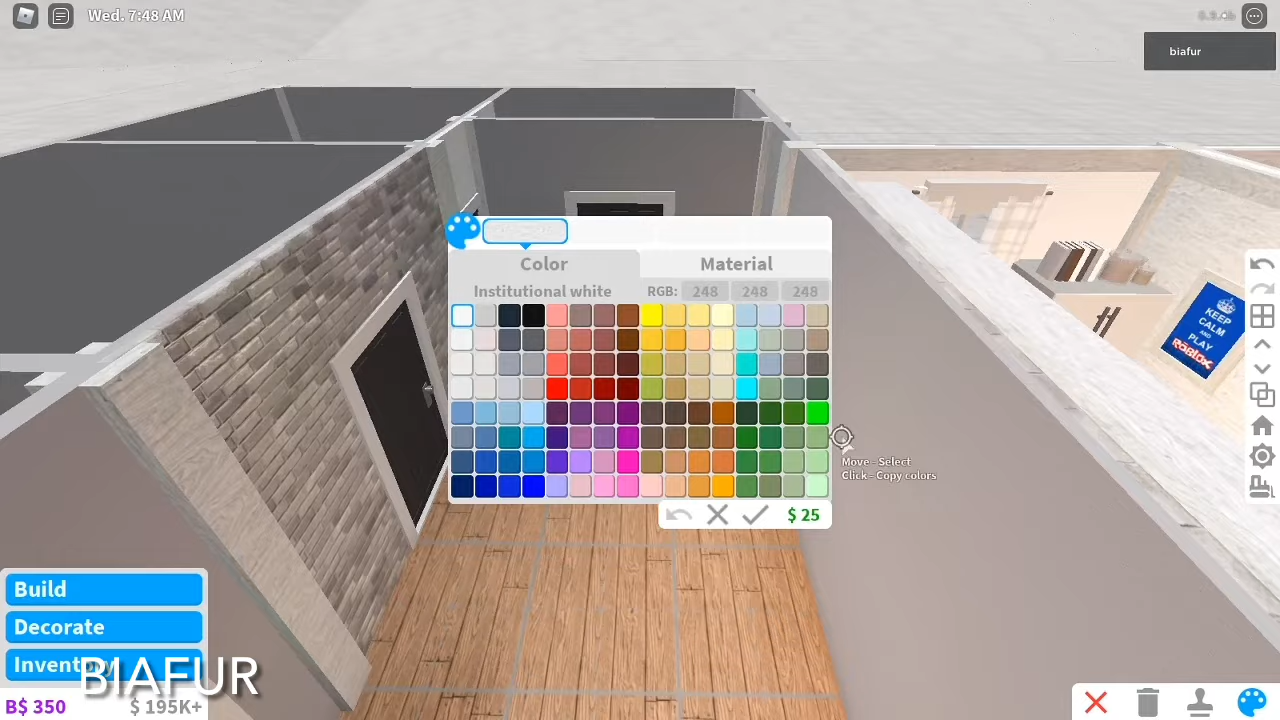 Wed. 7:48 AM
biafur
Color
Material
Institutional white
RGB: 248 248 248
KEEP
CALM
AND
PLAY
ROBLOX
Move - Select
Click - Copy colors
$ 25
Build
Decorate
Inventory
BIAFUR
B$ 350
$ 195K+